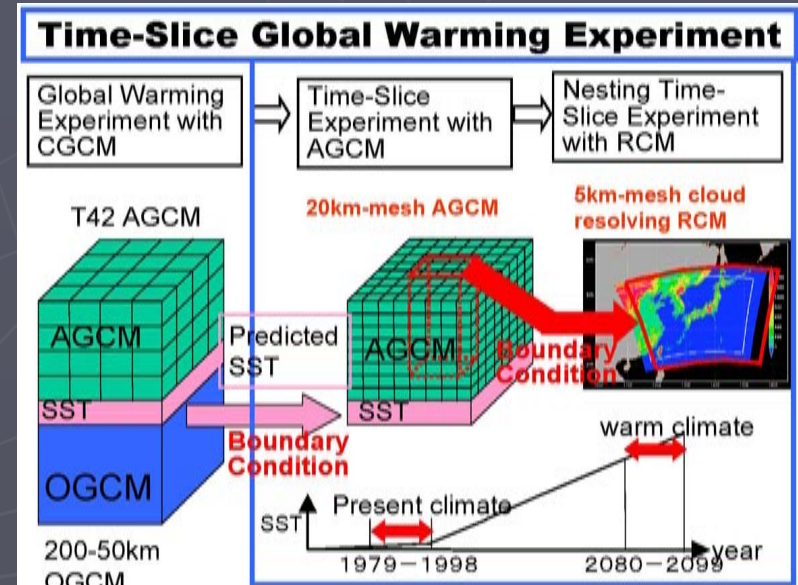 Time-Slice Global Warming Experiment
Global Warming
Experiment with
CGCM
Time-Slice
Experiment with
AGCM
Nesting Time-
Slice Experiment
with RCM
T42 AGCM
20km-mesh AGCM
5km-mesh cloud
resolving RCM
AGCM
SST
OGCM
Predicted
SST
Boundary
Condition
AGCM
SST
Boundary
Condition
200-50km
OGCM
warm climate
Present climate
SST
1979-1998
2080-2099
year